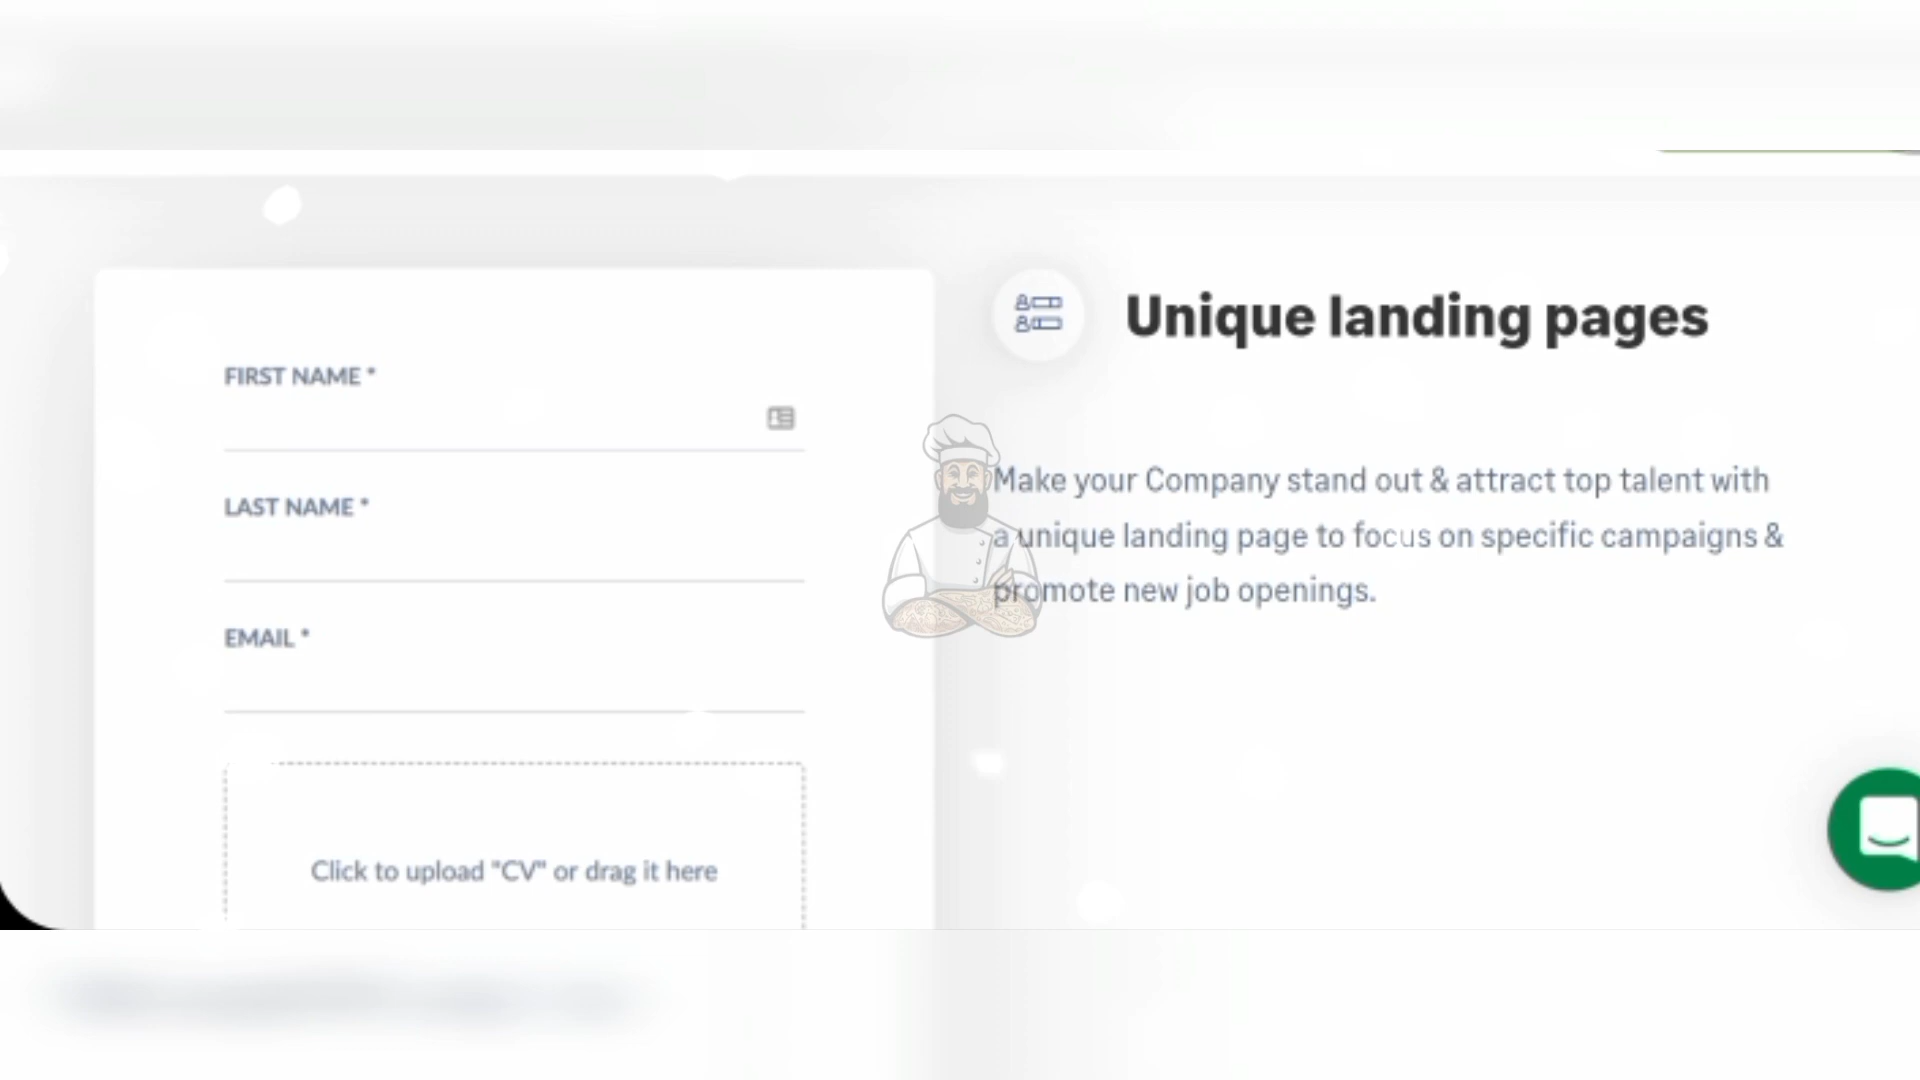 FIRST NAME *
LAST NAME *
EMAIL *
Click to upload "CV" or drag it here
Unique landing pages
Make your Company stand out & attract top talent with
a unique landing page to focus on specific campaigns &
promote new job openings.